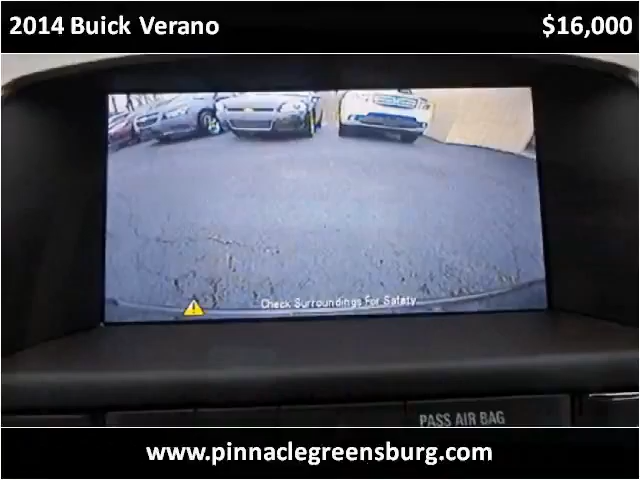 2014 Buick Verano
$16,000
Check Surroundings For Safety
PASS AIR BAG
www.pinnaclegreensburg.com